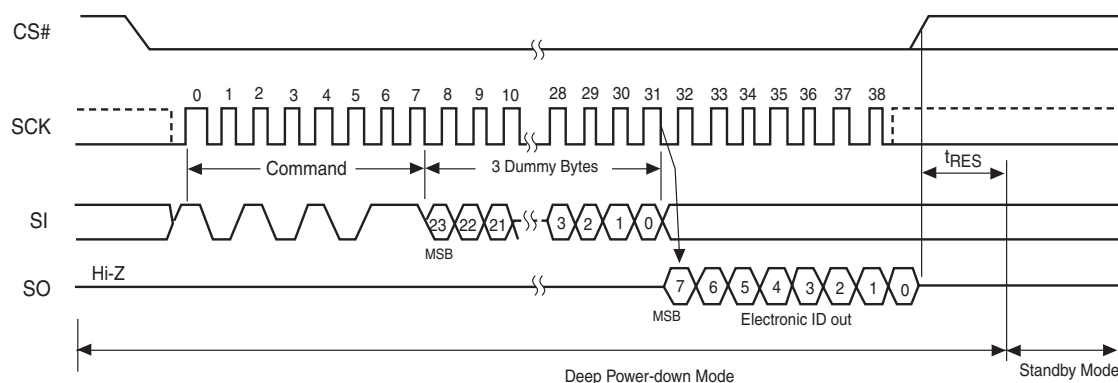 CS#
0 1 2 3 4 5 6 7 8 9 10 28 29 30 31 32 33 34 35 36 37 38
SCK
tRES
Command
3 Dummy Bytes
SI
23 22 21 3 2 1 0
MSB
Hi-Z
SO
7 6 5 4 3 2 1 0
MSB
Electronic ID out
Deep Power-down Mode
Standby Mode